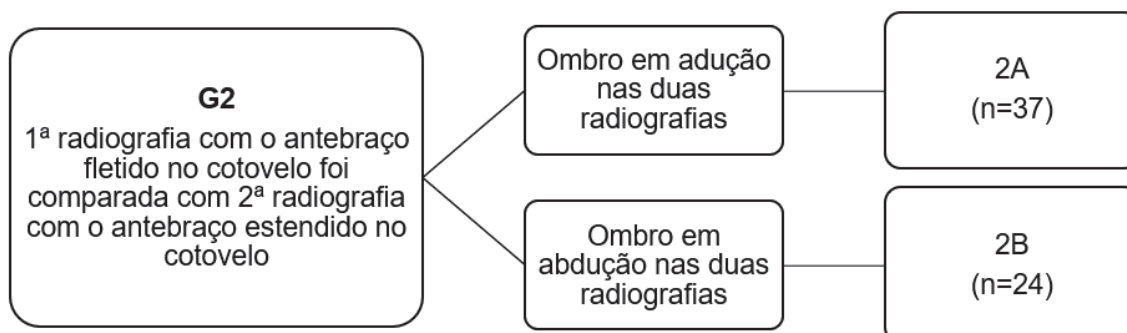 G2
1ª radiografia com o antebraço
fletido no cotovelo foi
comparada com 2ª radiografia
com o antebraço estendido no
cotovelo
Ombro em adução
nas duas
radiografias
2A
(n=37)
Ombro em
abdução nas duas
radiografias
2B
(n=24)